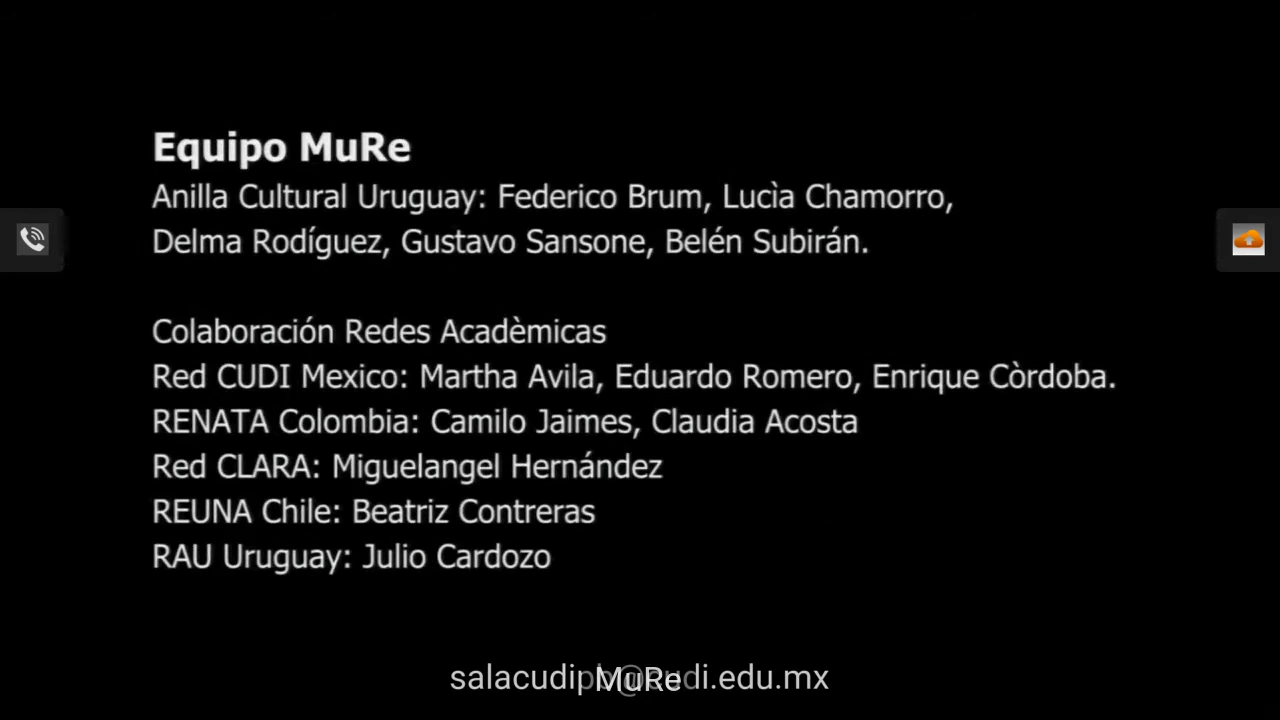 Equipo MuRe
Anilla Cultural Uruguay: Federico Brum, Lucìa Chamorro,
Delma Rodíguez, Gustavo Sansone, Belén Subirán.
Colaboración Redes Acadèmicas
Red CUDI Mexico: Martha Avila, Eduardo Romero, Enrique Còrdoba.
RENATA Colombia: Camilo Jaimes, Claudia Acosta
Red CLARA: Miguelangel Hernández
REUNA Chile: Beatriz Contreras
RAU Uruguay: Julio Cardozo
MuRe